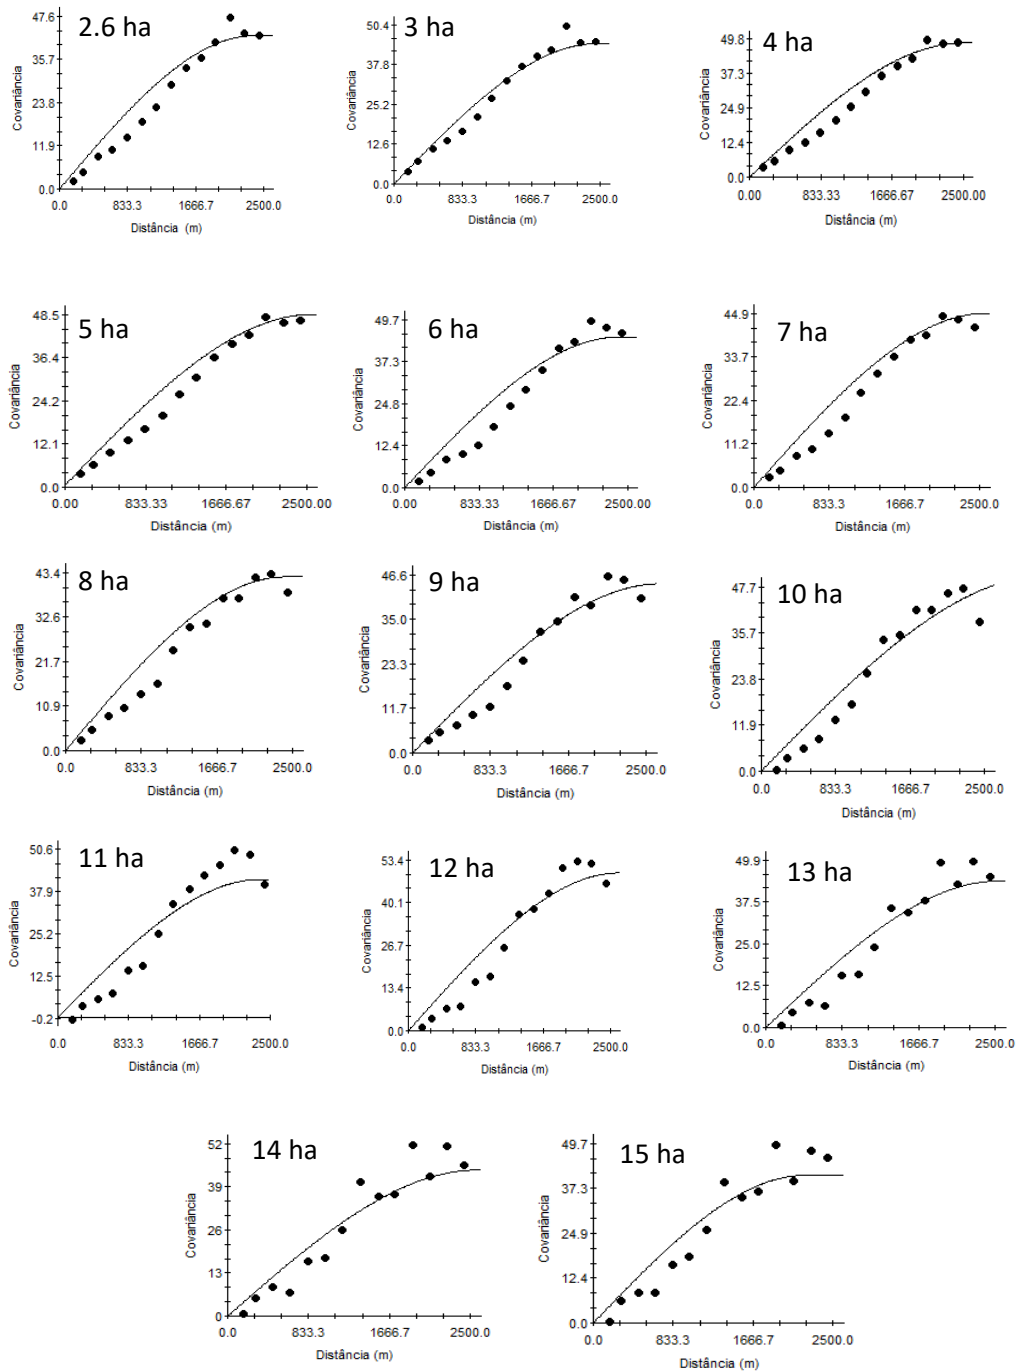 2.6 ha
47.6
35.7
23.8
11.9
0.0
Covariância
0.0 833.3 1666.7 2500.0
Distância (m)
3 ha
50.4
37.8
25.2
12.6
0.0
Covariância
0.0 833.3 1666.7 2500.0
Distância (m)
4 ha
49.8
37.3
24.9
12.4
0.0
Covariância
0.0 833.33 1666.67 2500.0
Distância (m)
5 ha
48.5
36.4
24.2
12.1
0.0
Covariância
0.0 833.33 1666.67 2500.00
Distância (m)
6 ha
49.7
37.3
24.8
12.4
0.0
Covariância
0.0 833.33 1666.67 2500.0
Distância (m)
7 ha
44.9
33.7
22.4
11.2
0.0
Covariância
0.0 833.3 1666.7 2500.0
Distância (m)
8 ha
43.4
32.6
21.7
10.9
0.0
Covariância
0.0 833.3 1666.7 2500.0
Distância (m)
9 ha
46.6
35.0
23.3
11.7
0.0
Covariância
0.0 833.3 1666.7 2500.0
Distância (m)
10 ha
47.7
35.7
23.8
11.9
0.0
Covariância
0.0 833.3 1666.7 2500.0
Distância (m)
11 ha
50.6
37.9
25.2
12.5
-0.2
Covariância
0.0 833.3 1666.7 2500.0
Distância (m)
12 ha
53.4
40.1
26.7
13.4
0.0
Covariância
0.0 833.3 1666.7 2500.0
Distância (m)
13 ha
49.9
37.5
25.0
12.5
0.0
Covariância
0.0 833.3 1666.7 2500.0
Distância (m)
14 ha
52
39
26
13
0
Covariância
0.0 833.3 1666.7 2500.0
Distância (m)
15 ha
49.7
37.3
24.9
12.4
0.0
Covariância
0.0 833.3 1666.7 2500.0
Distância (m)